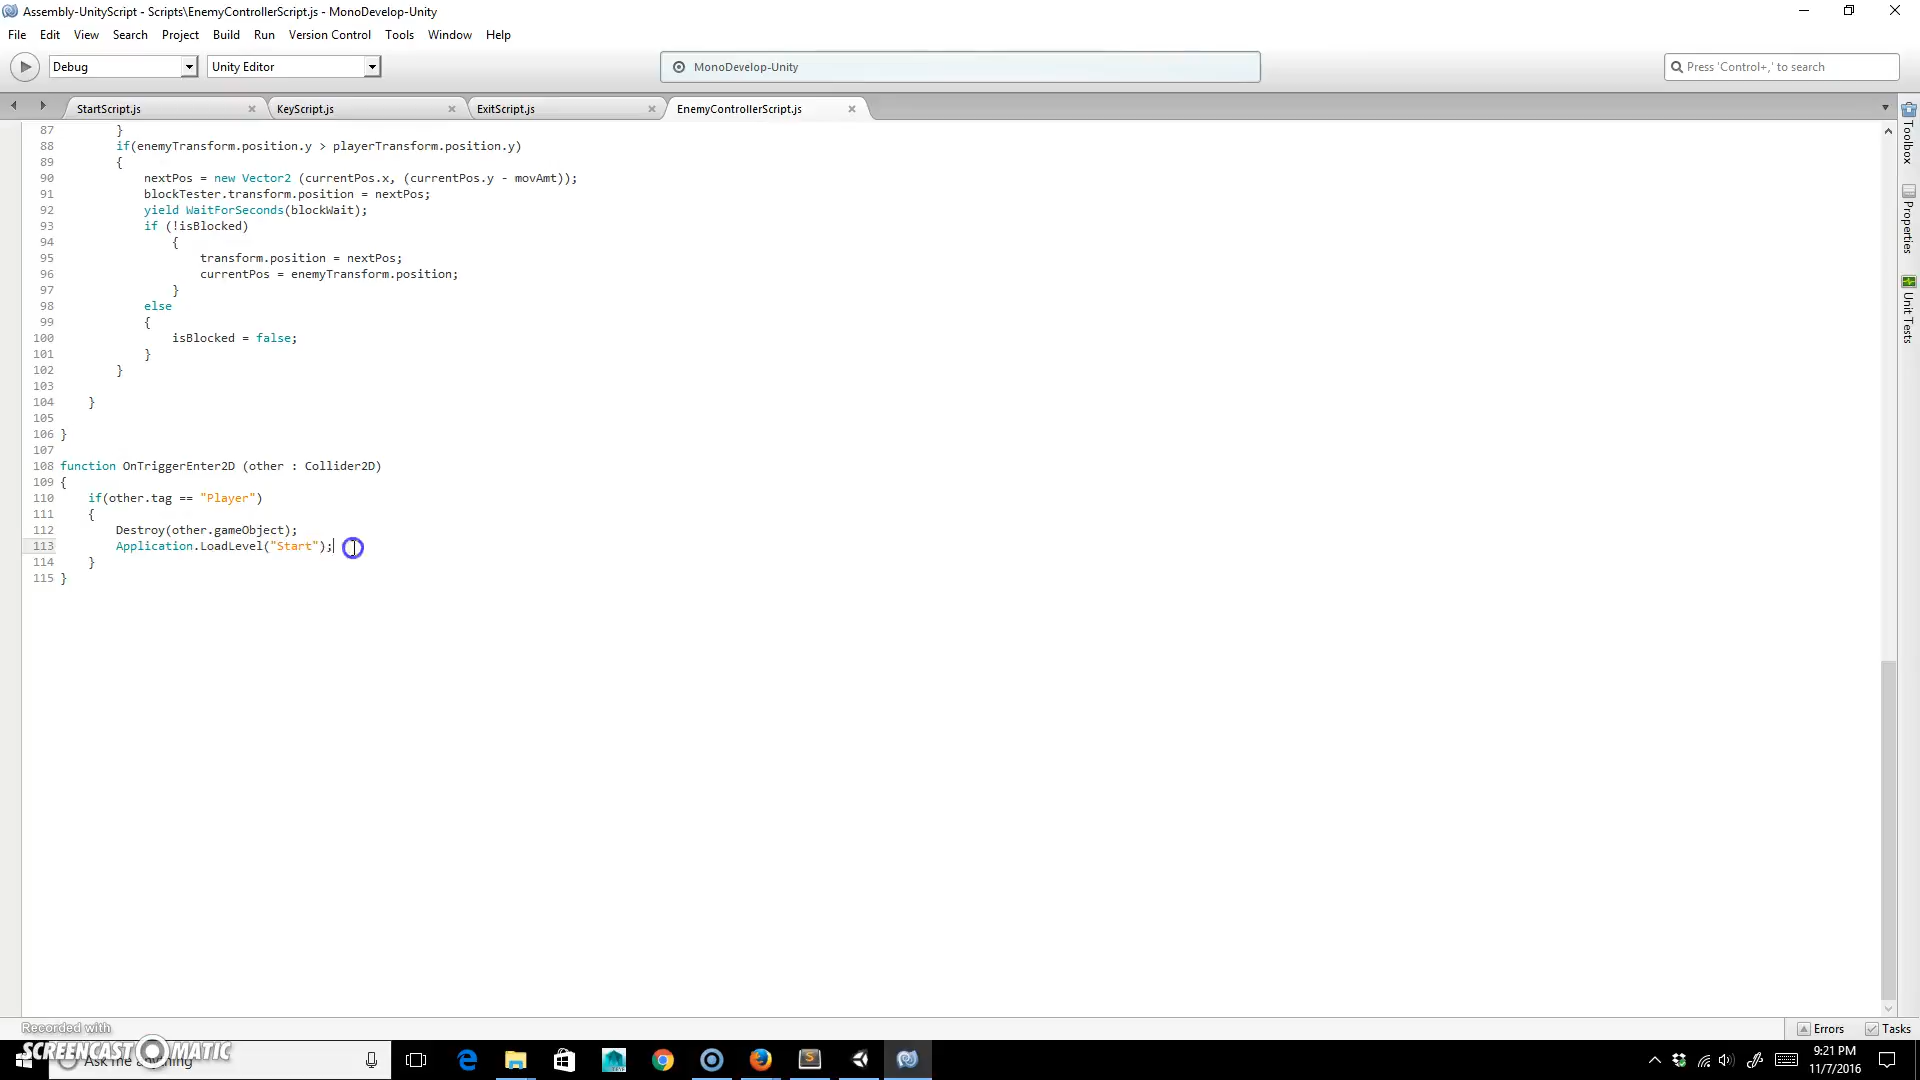 Assembly-UnityScript - Scripts\EnemyControllerScript.js - MonoDevelop-Unity
File Edit View Search Project Build Run Version Control Tools Window Help
Debug Unity Editor MonoDevelop-Unity Press 'Control+,' to search
StartScript.js KeyScript.js ExitScript.js EnemyControllerScript.js
87 }
88 if(enemyTransform.position.y > playerTransform.position.y)
89 {
90 nextPos = new Vector2 (currentPos.x, (currentPos.y - movAmt));
91 blockTester.transform.position = nextPos;
92 yield WaitForSeconds(blockWait);
93 if (!isBlocked)
94 {
95 transform.position = nextPos;
96 currentPos = enemyTransform.position;
97 }
98 else
99 {
100 isBlocked = false;
101 }
102 }
103
104 }
105
106 }
107
108 function OnTriggerEnter2D (other : Collider2D)
109 {
110 if(other.tag == "Player")
111 {
112 Destroy(other.gameObject);
113 Application.LoadLevel("Start");
114 }
115 }
Toolbox
Properties
Unit Tests
Errors Tasks
Recorded with
SCREENCAST-O-MATIC
Ask me anything
9:21 PM
11/7/2016